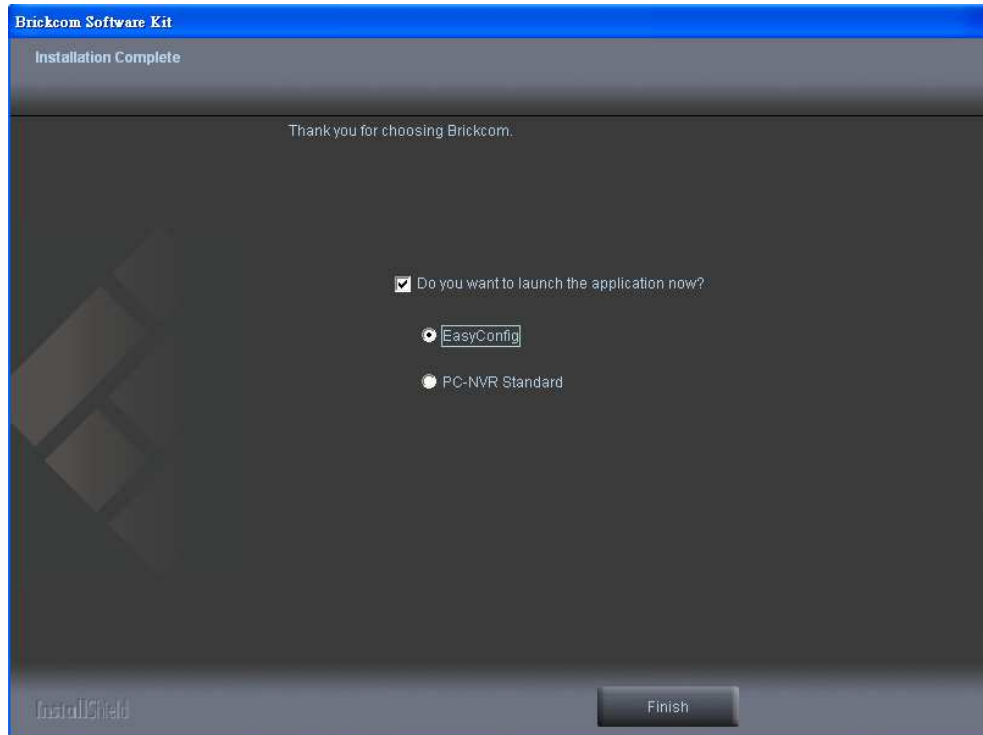 Brickcom Software Kit
Installation Complete
Thank you for choosing Brickcom.
Do you want to launch the application now?
EasyConfig
PC-NVR Standard
InstallShield
Finish